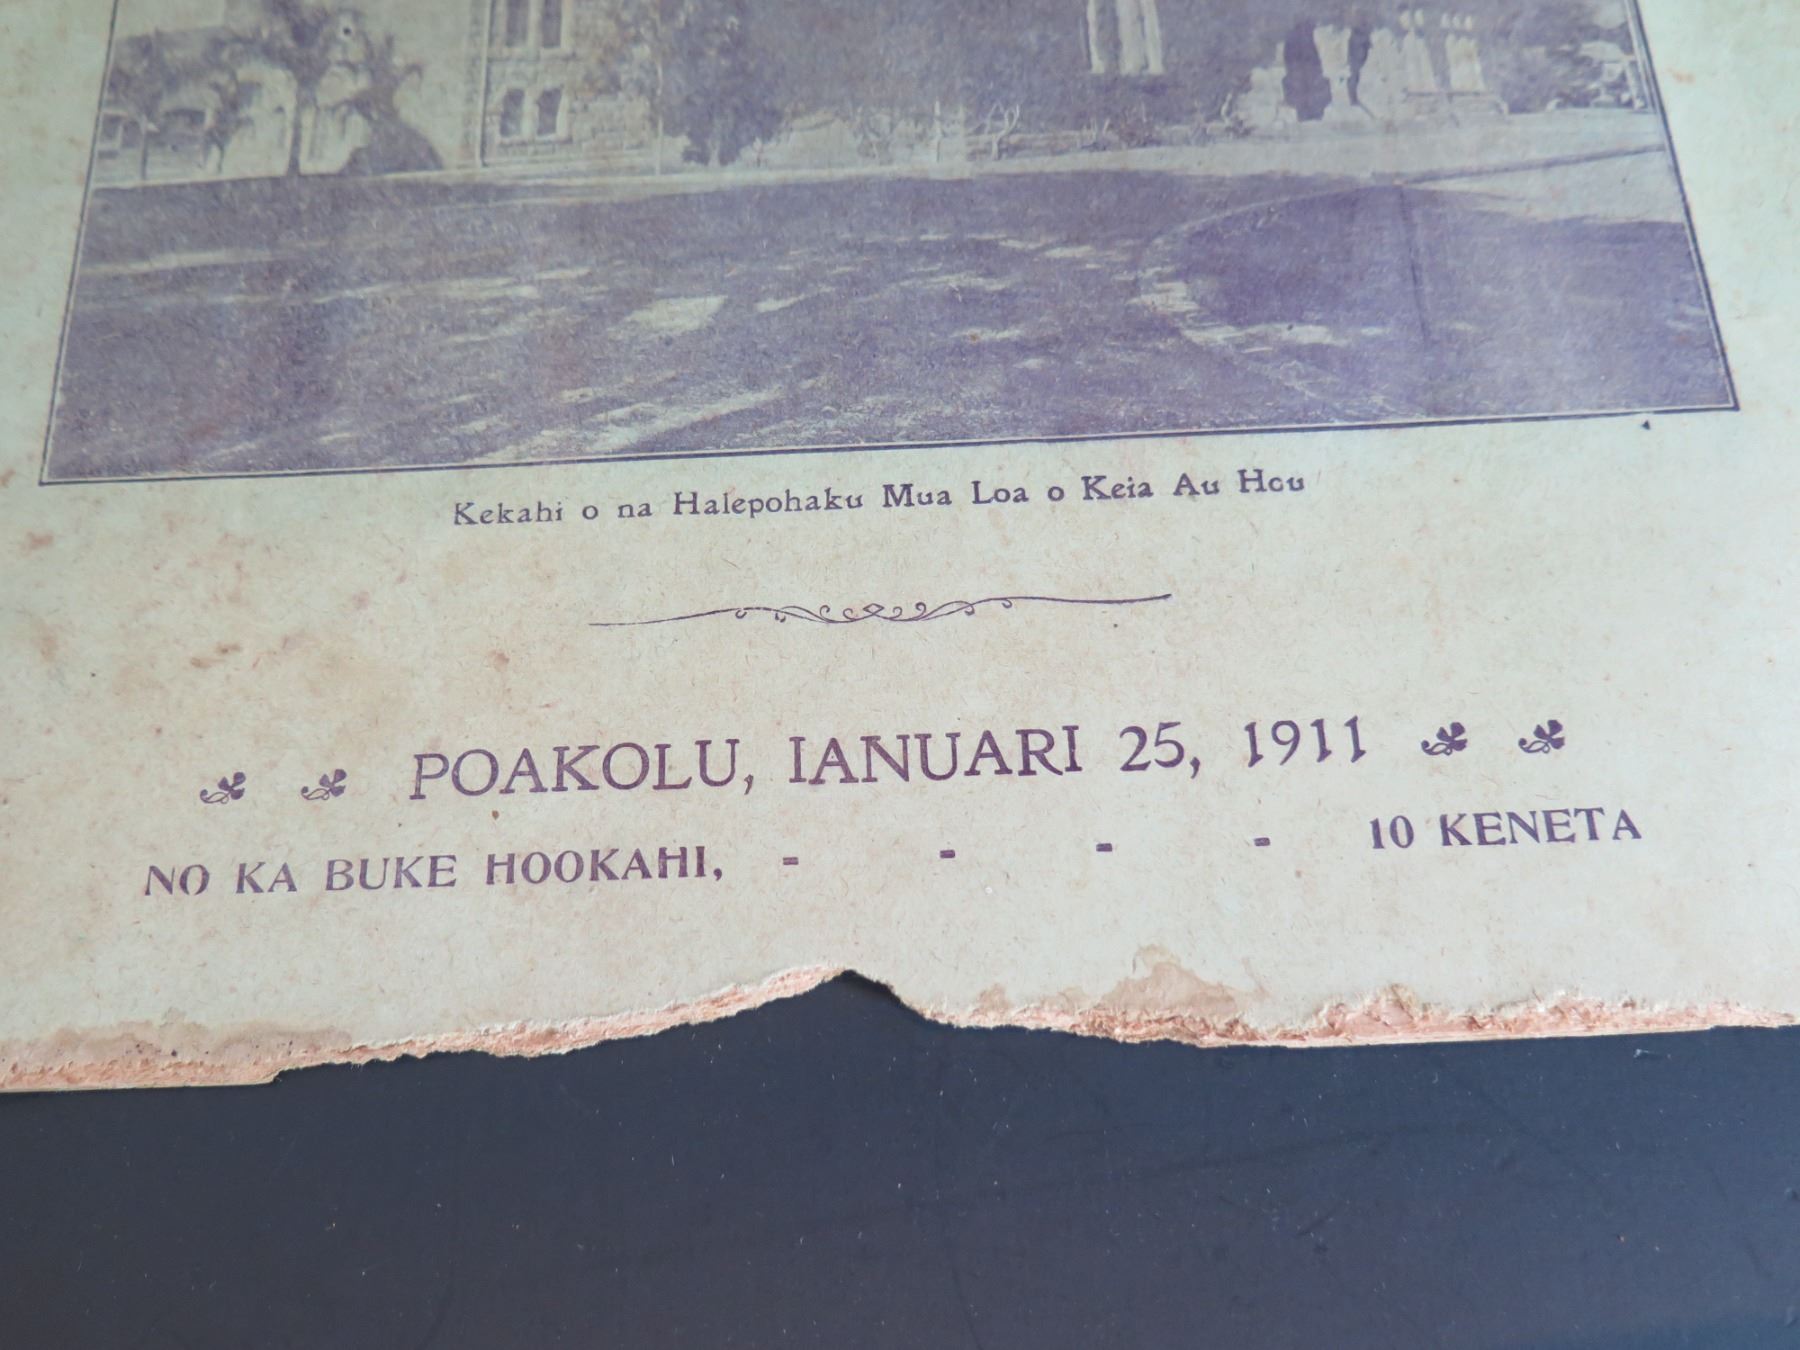 Kekahi o na Halepohaku Mua Loa o Keia Au Hou
POAKOLU, IANUARI 25, 1911
NO KA BUKE HOOKAHI, - - - - 10 KENETA